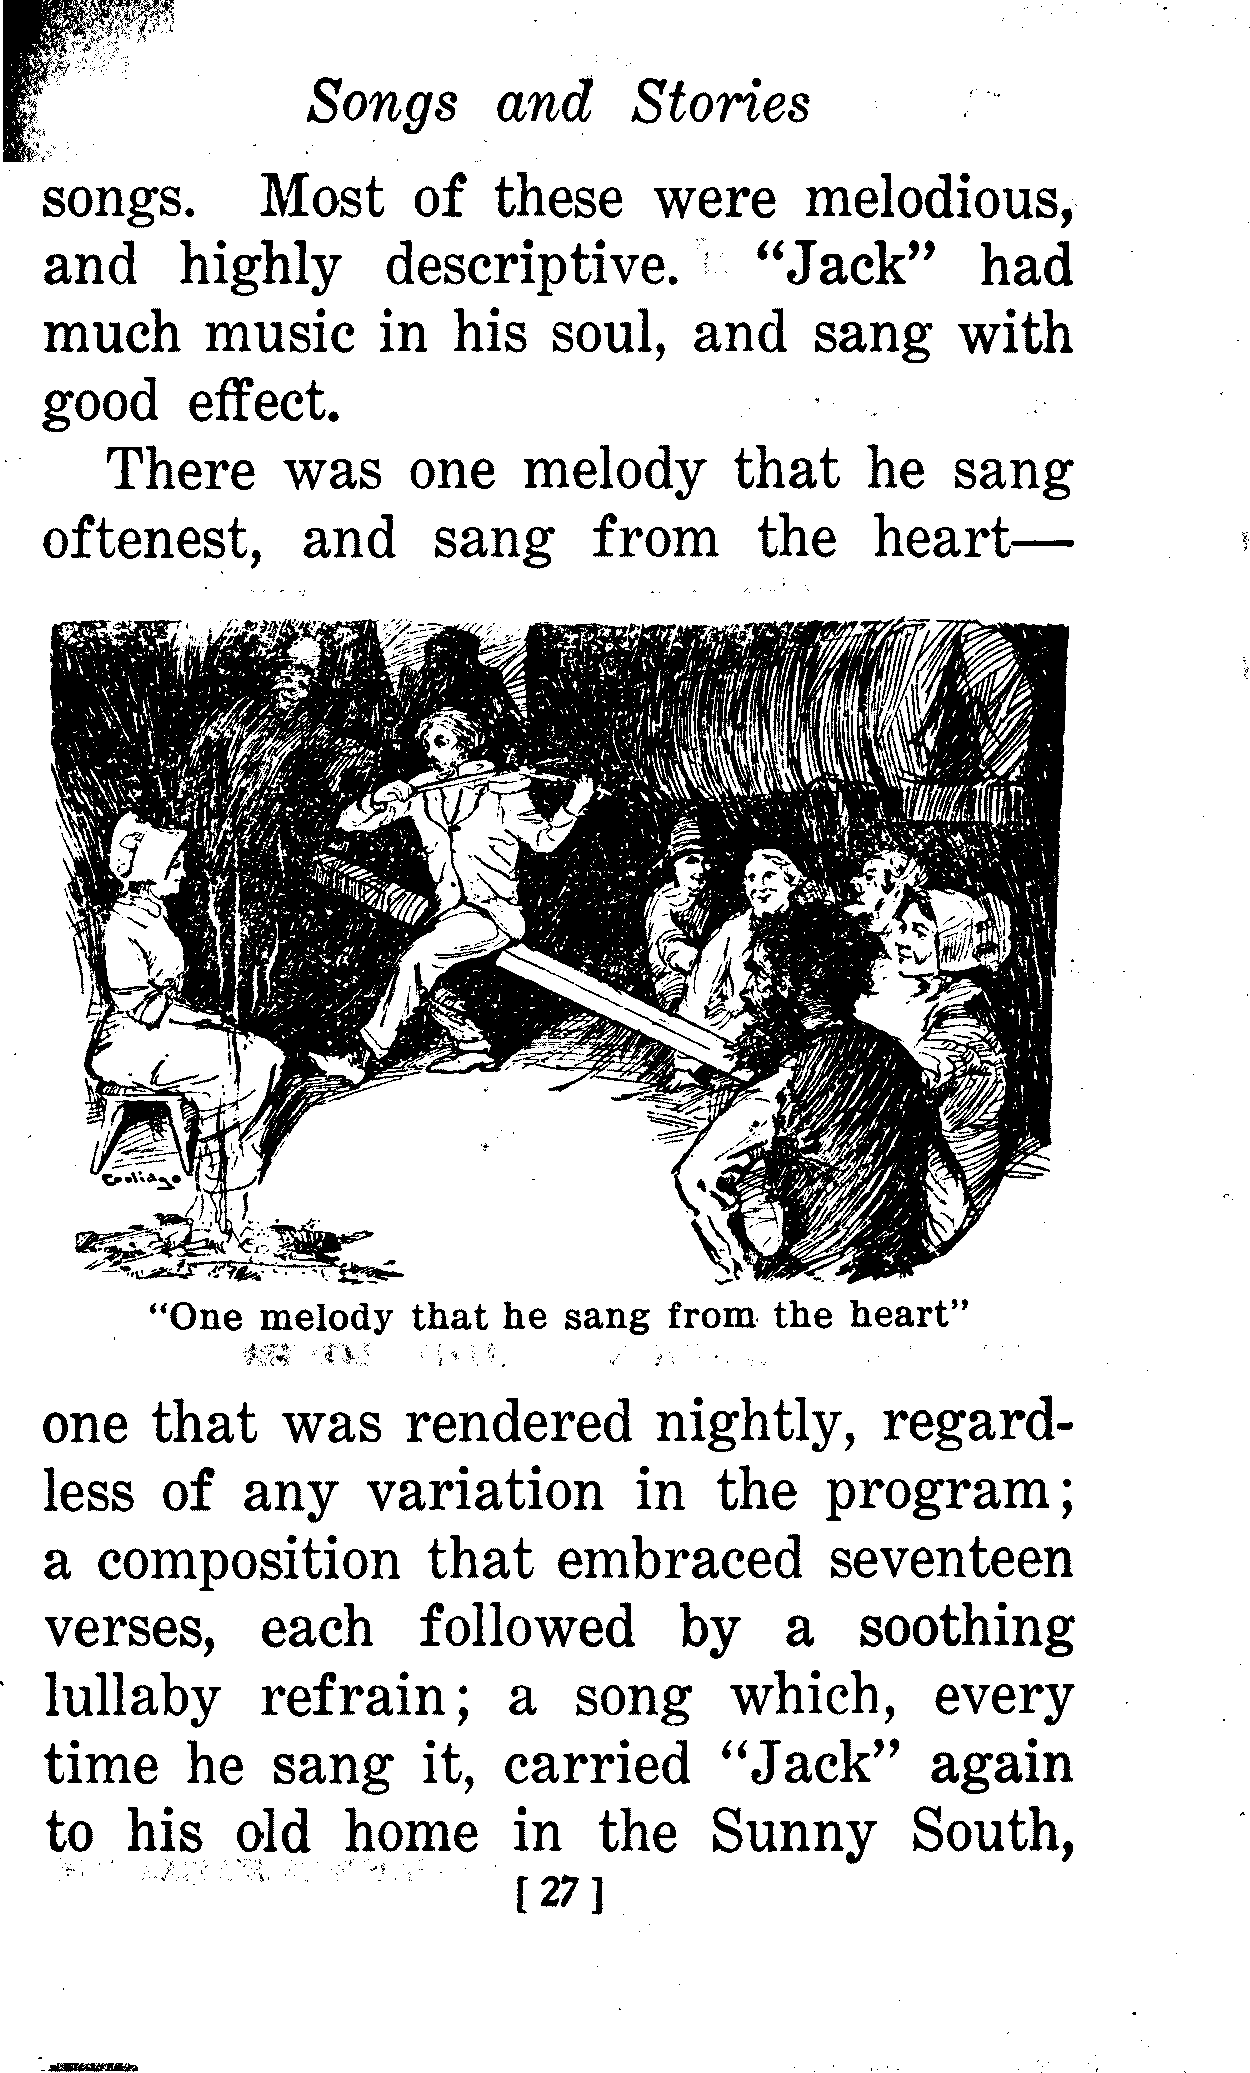 Songs and Stories
songs. Most of these were melodious,
and highly descriptive. “Jack” had
much music in his soul, and sang with
good effect.
There was one melody that he sang
oftenest, and sang from the heart—
Coolidge
“One melody that he sang from the heart”
one that was rendered nightly, regard-
less of any variation in the program;
a composition that embraced seventeen
verses, each followed by a soothing
lullaby refrain; a song which, every
time he sang it, carried “Jack” again
to his old home in the Sunny South,
[ 27 ]